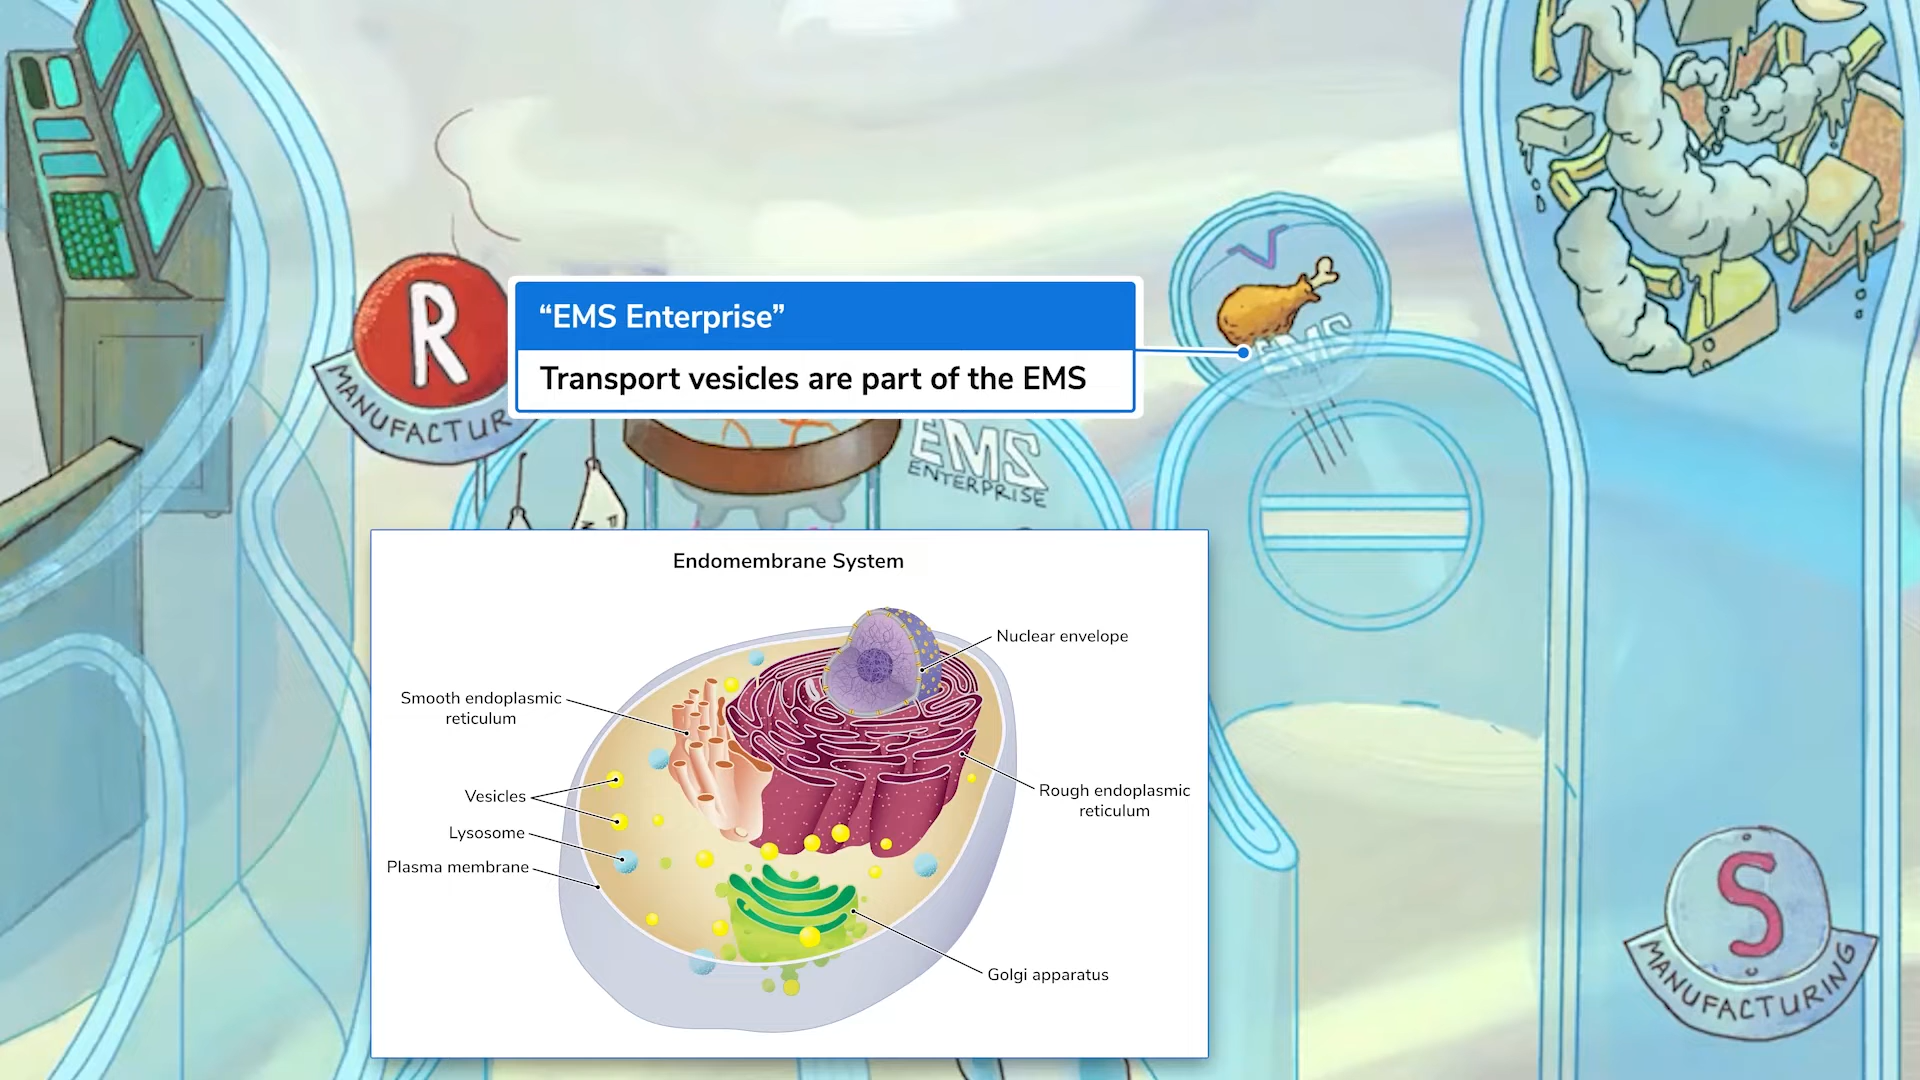 R
MANUFACTUR
“EMS Enterprise”
Transport vesicles are part of the EMS
EMS
EMS
ENTERPRISE
Endomembrane System
Nuclear envelope
Smooth endoplasmic
reticulum
Vesicles
Lysosome
Plasma membrane
Rough endoplasmic
reticulum
Golgi apparatus
S
MANUFACTURING